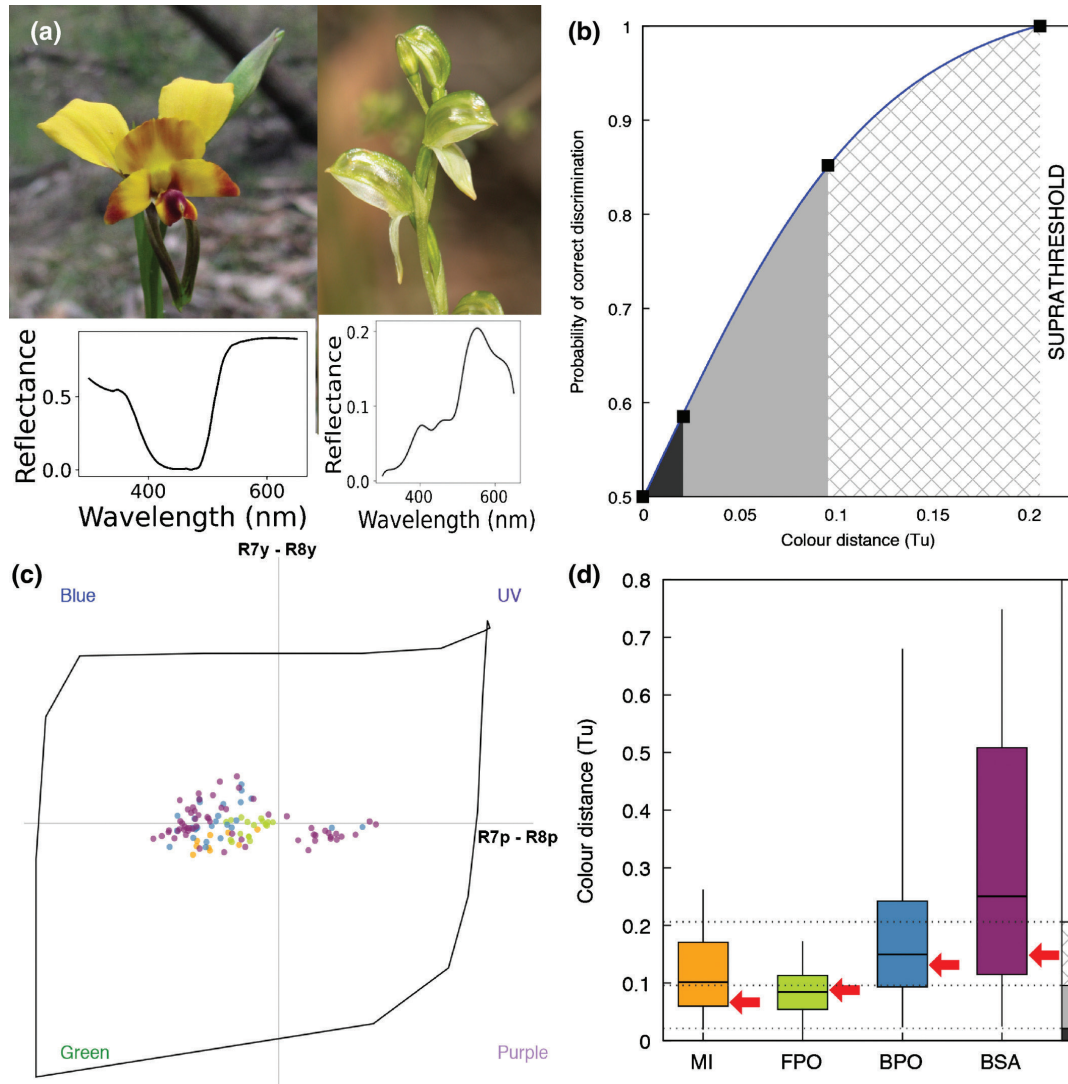 (a)
Reflectance
0.5
0.0
400
600
Wavelength (nm)
Reflectance
0.2
0.1
0.0
400
600
Wavelength (nm)
(b)
Probability of correct discrimination
1
0.9
0.8
0.7
0.6
0.5
0
0.05
0.1
0.15
0.2
Colour distance (Tu)
SUPRATHRESHOLD
(c)
R7y - R8y
Blue
UV
R7p - R8p
Green
Purple
(d)
Colour distance (Tu)
0.8
0.7
0.6
0.5
0.4
0.3
0.2
0.1
0
MI
FPO
BPO
BSA